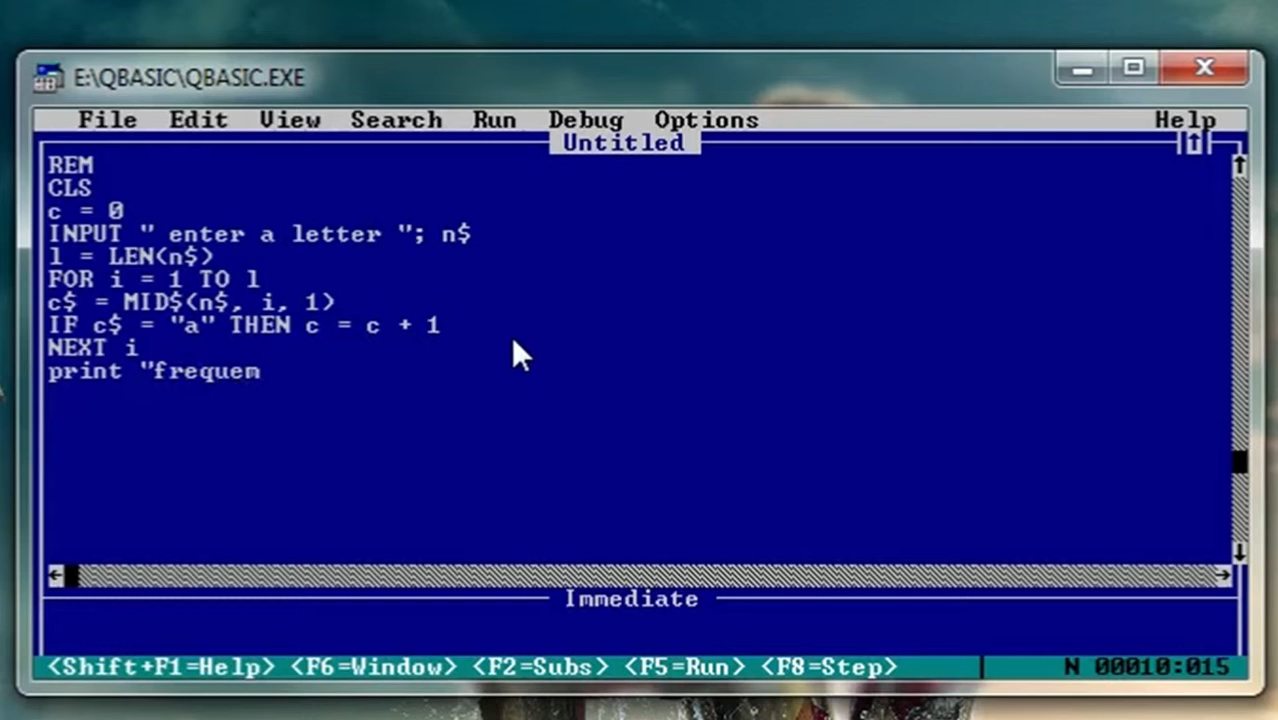 E:\QBASIC\QBASIC.EXE
File Edit View Search Run Debug Options Help
Untitled
REM
CLS
c = 0
INPUT " enter a letter "; n$
l = LEN(n$)
FOR i = 1 TO l
c$ = MID$(n$, i, 1)
IF c$ = "a" THEN c = c + 1
NEXT i
print "frequem
Immediate
<Shift+F1=Help> <F6=Window> <F2=Subs> <F5=Run> <F8=Step> N 00010:015